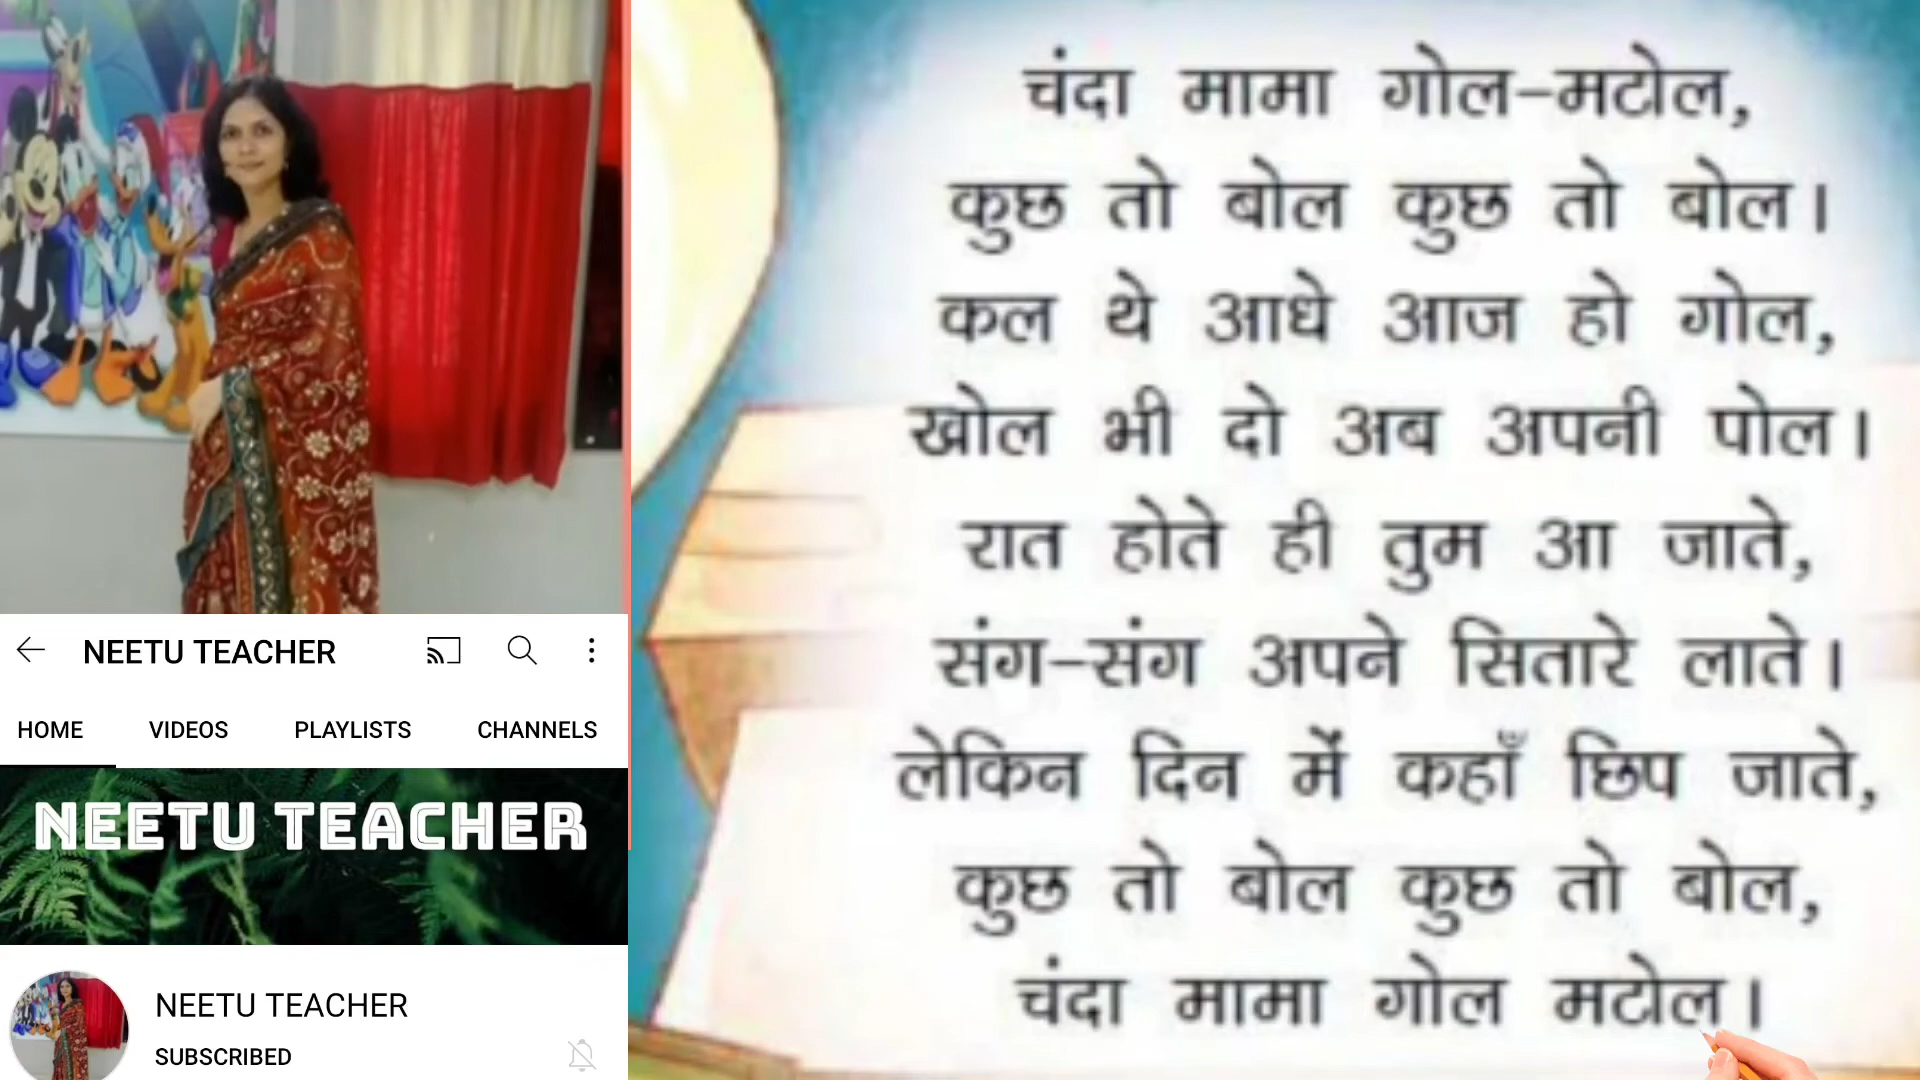 NEETU TEACHER
HOME VIDEOS PLAYLISTS CHANNELS
NEETU TEACHER
NEETU TEACHER
SUBSCRIBED
चंदा मामा गोल-मटोल,
कुछ तो बोल कुछ तो बोल।
कल थे आधे आज हो गोल,
खोल भी दो अब अपनी पोल।
रात होते ही तुम आ जाते,
संग-संग अपने सितारे लाते।
लेकिन दिन में कहाँ छिप जाते,
कुछ तो बोल कुछ तो बोल,
चंदा मामा गोल मटोल।